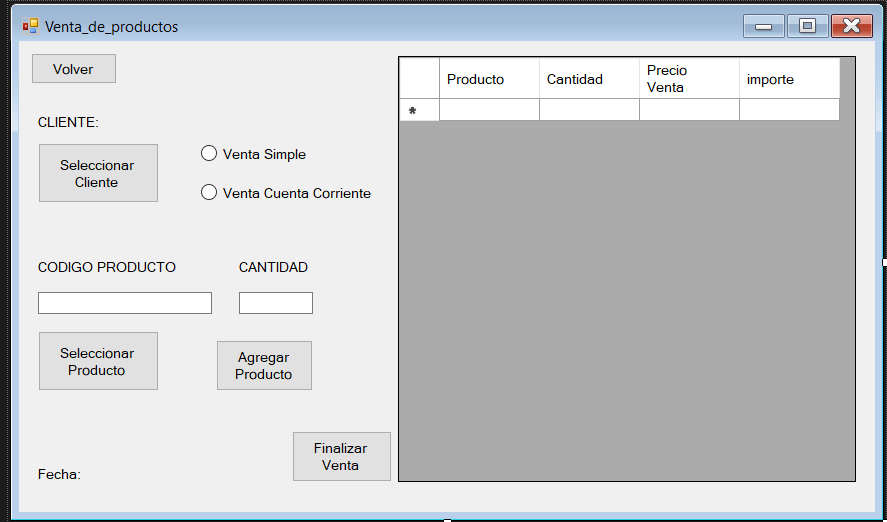 Venta_de_productos
Volver
Producto
Cantidad
Precio
Venta
importe
*
CLIENTE:
Seleccionar
Cliente
Venta Simple
Venta Cuenta Corriente
CODIGO PRODUCTO
CANTIDAD
Seleccionar
Producto
Agregar
Producto
Finalizar
Venta
Fecha: